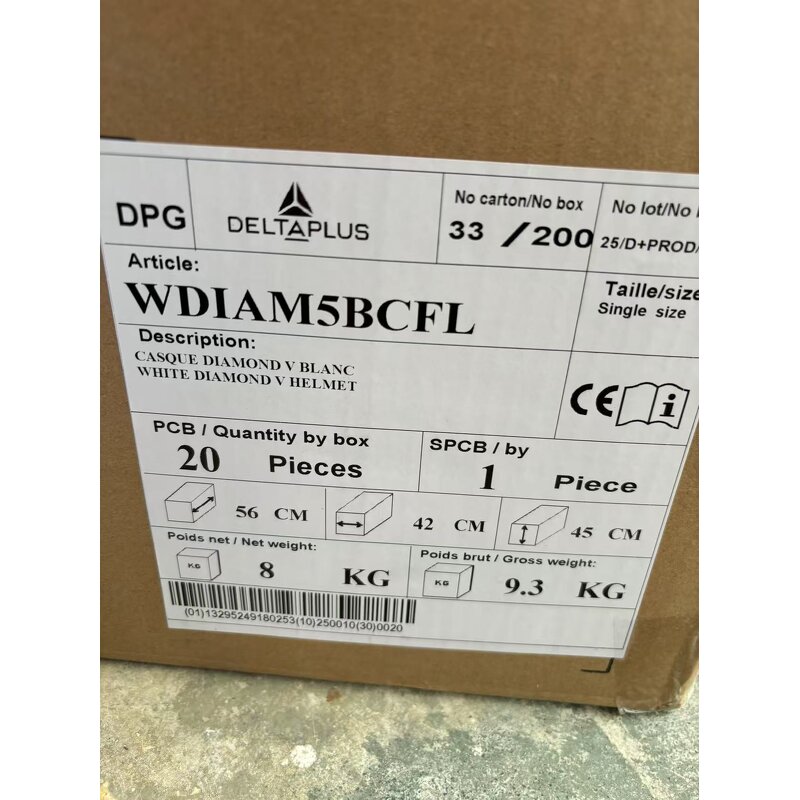 DPG
DELTAPLUS
No carton/No box
33 /200
No lot/No
25/D+PROD/
Article:
WDIAM5BCFL
Taille/size
Single size
Description:
CASQUE DIAMOND V BLANC
WHITE DIAMOND V HELMET
CE
i
PCB / Quantity by box
20 Pieces
SPCB / by
1 Piece
56 CM
42 CM
45 CM
Poids net / Net weight:
KG
8 KG
Poids brut / Gross weight:
KG
9.3 KG
(01)13295249180253(10)250010(30)0020